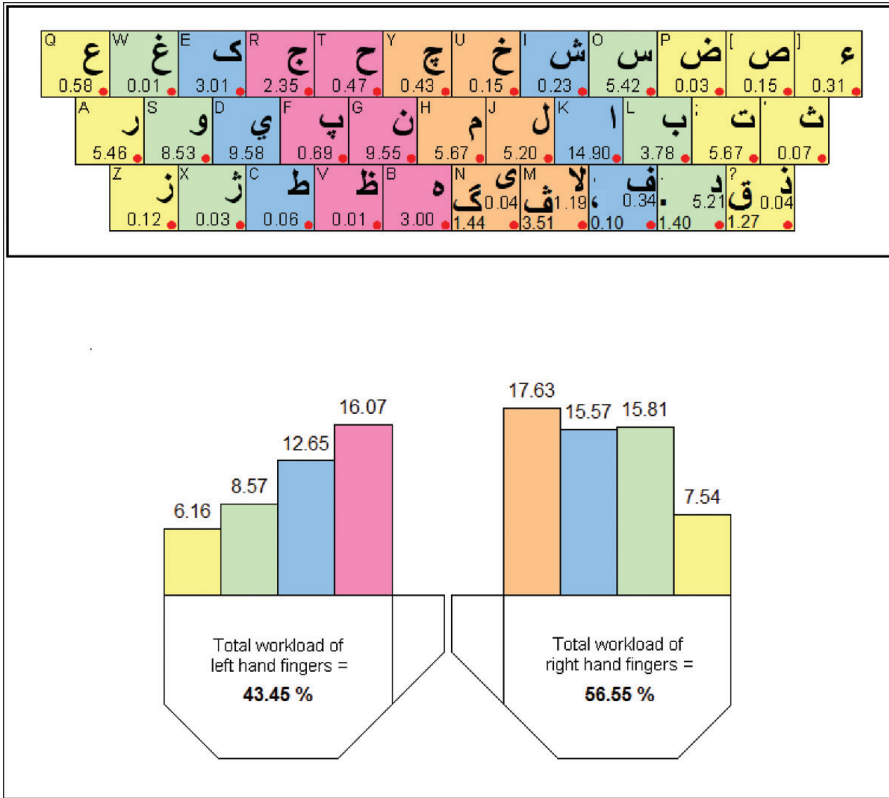 Q ع 0.58 W غ 0.01 E ک 3.01 R ج 2.35 T ح 0.47 Y چ 0.43 U خ 0.15 I ش 0.23 O س 5.42 P ض 0.03 [ ص 0.15 ] ء 0.31
A ر 5.46 S و 8.53 D ي 9.58 F پ 0.69 G ن 9.55 H م 5.67 J ل 5.20 K ا 14.90 L ب 3.78 ; ت 5.67 ' ث 0.07
Z ز 0.12 X ژ 0.03 C ط 0.06 V ظ 0.01 B ه 3.00 N ی 0.04 گ 1.44 M لا 1.19 ڤ 3.51 , ف 0.34 ، 0.10 . د 5.21 . 1.40 ? ذ 0.04 ق 1.27
6.16 8.57 12.65 16.07 17.63 15.57 15.81 7.54
Total workload of
left hand fingers =
43.45 %
Total workload of
right hand fingers =
56.55 %